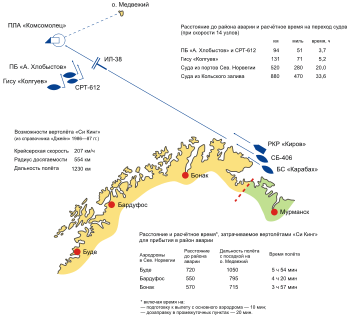 о. Медвежий
ПЛА «Комсомолец»
ИЛ-38
ПБ «А. Хлобыстов»
Гису «Колгуев»
СРТ-612
Расстояние до района аварии и расчётное время на переход судов
(при скорости 14 узлов)
км миль время, ч
ПБ «А. Хлобыстов» и СРТ-612 94 51 3,7
Гису «Колгуев» 131 71 5,2
Суда из портов Сев. Норвегии 520 280 20,0
Суда из Кольского залива 880 470 33,6
Возможности вертолёта «Си Кинг»
(из справочника «Джейн» 1986—87 гг.)
Крейсерская скорость 207 км/ч
Радиус досягаемости 554 км
Дальность полёта 1230 км
РКР «Киров»
СБ-406
БС «Карабах»
Бонак
Бардуфос
Буде
Мурманск
Расстояние и расчётное время*, затрачиваемое вертолётами «Си Кинг»
для прибытия в район аварии
Аэродромы
в Сев. Норвегии
Расстояние
до района
аварии
Дальность полёта
с посадкой на
о. Медвежий
Время полёта
Буде 720 1050 5 ч 54 мин
Бардуфос 550 795 4 ч 20 мин
Бонак 570 715 3 ч 57 мин
* включая время на:
— подготовку к вылету с основного аэродрома — 10 мин.
— дозаправку в промежуточных пунктах — 20 мин.